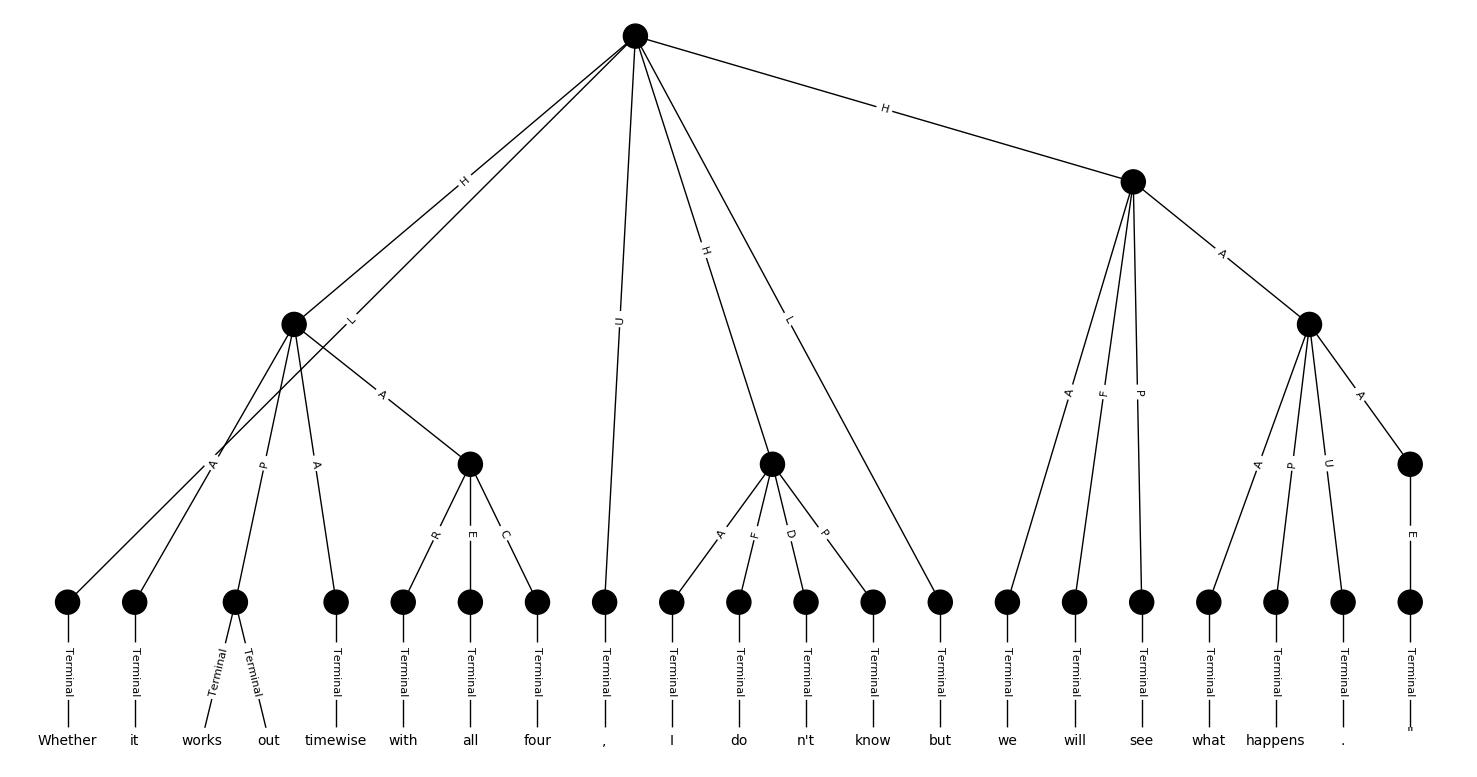 H
H
H
L
U
L
A
A
A
P
A
A
F
P
A
A
P
U
R
E
C
A
F
D
P
E
Terminal Terminal Terminal Terminal Terminal Terminal Terminal Terminal Terminal Terminal Terminal Terminal Terminal Terminal Terminal Terminal Terminal Terminal Terminal Terminal Terminal
Whether it works out timewise with all four , I do n't know but we will see what happens . "